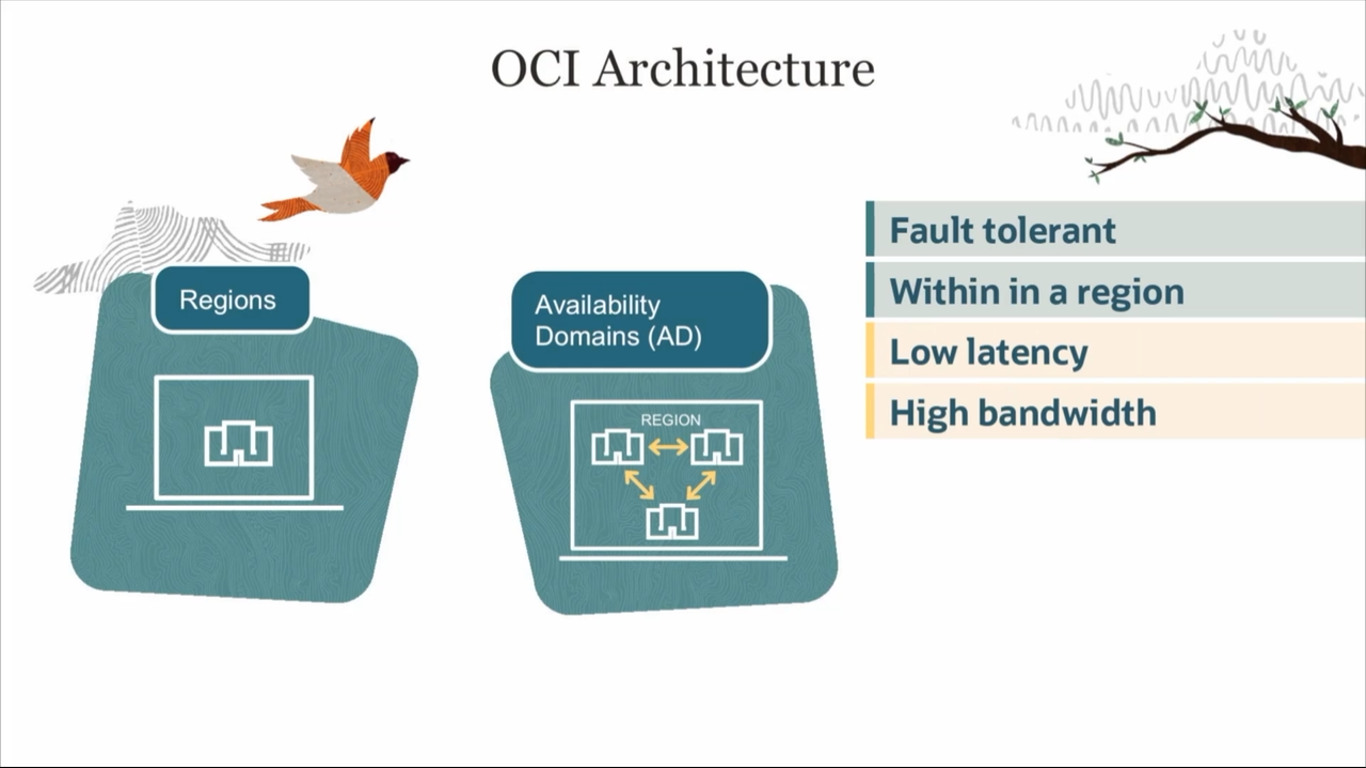 OCI Architecture
Regions
Availability
Domains (AD)
REGION
Fault tolerant
Within in a region
Low latency
High bandwidth